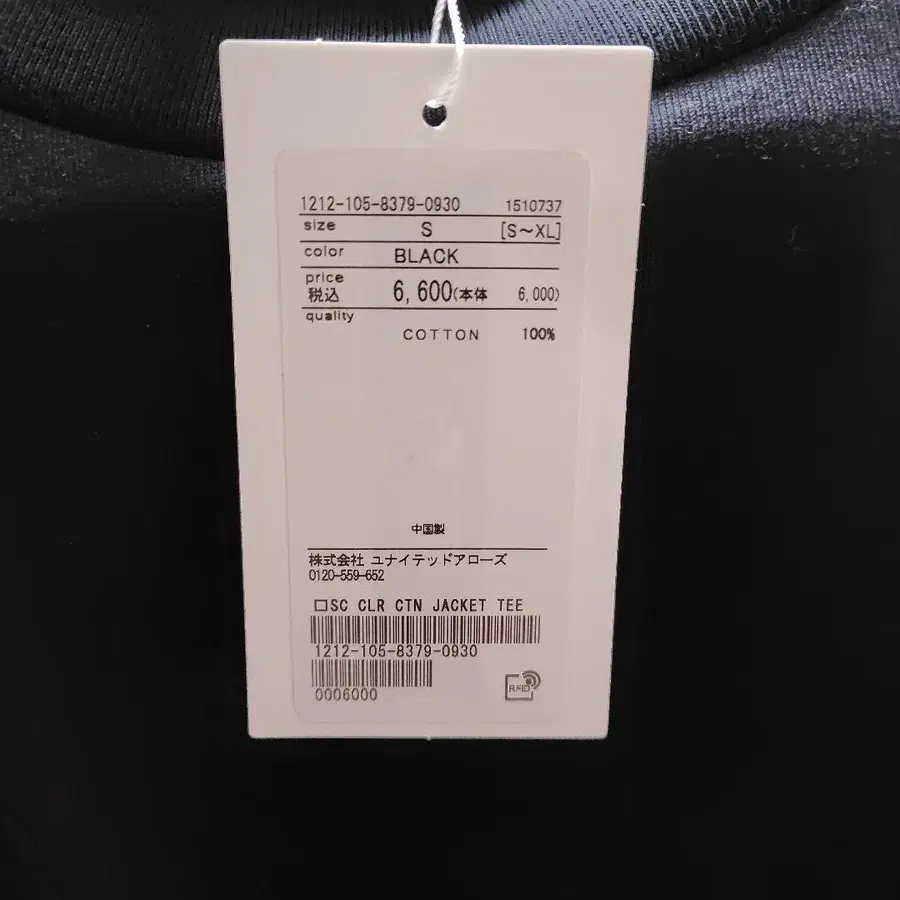 1212-105-8379-0930 1510737
size S [S～XL]
color BLACK
price
税込 6,600(本体 6,000)
quality
COTTON 100%
中国製
株式会社 ユナイテッドアローズ
0120-559-652
☐SC CLR CTN JACKET TEE
1212-105-8379-0930
0006000
RFID